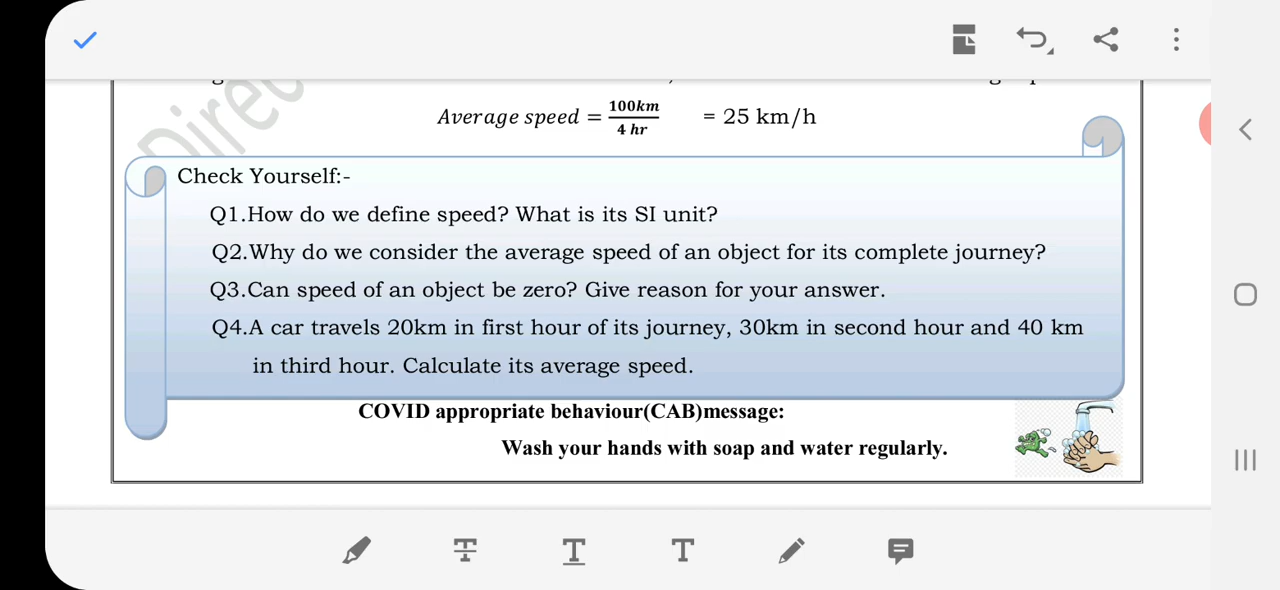 Direc
Average speed = 100km / 4 hr = 25 km/h
Check Yourself:-
Q1.How do we define speed? What is its SI unit?
Q2.Why do we consider the average speed of an object for its complete journey?
Q3.Can speed of an object be zero? Give reason for your answer.
Q4.A car travels 20km in first hour of its journey, 30km in second hour and 40 km
in third hour. Calculate its average speed.
COVID appropriate behaviour(CAB)message:
Wash your hands with soap and water regularly.